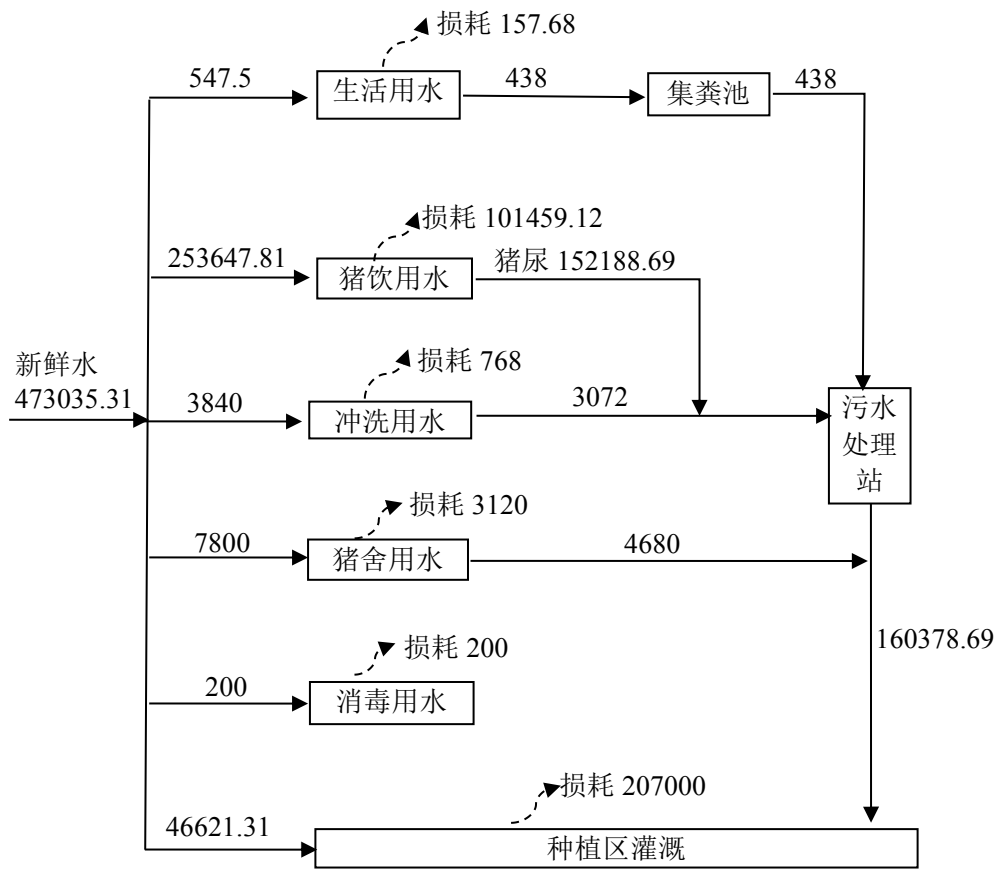 损耗 157.68
547.5
生活用水
438
集粪池
438
损耗 101459.12
253647.81
猪饮用水
猪尿 152188.69
新鲜水
473035.31
损耗 768
3840
冲洗用水
3072
污水
处理
站
损耗 3120
7800
猪舍用水
4680
160378.69
损耗 200
200
消毒用水
损耗 207000
46621.31
种植区灌溉